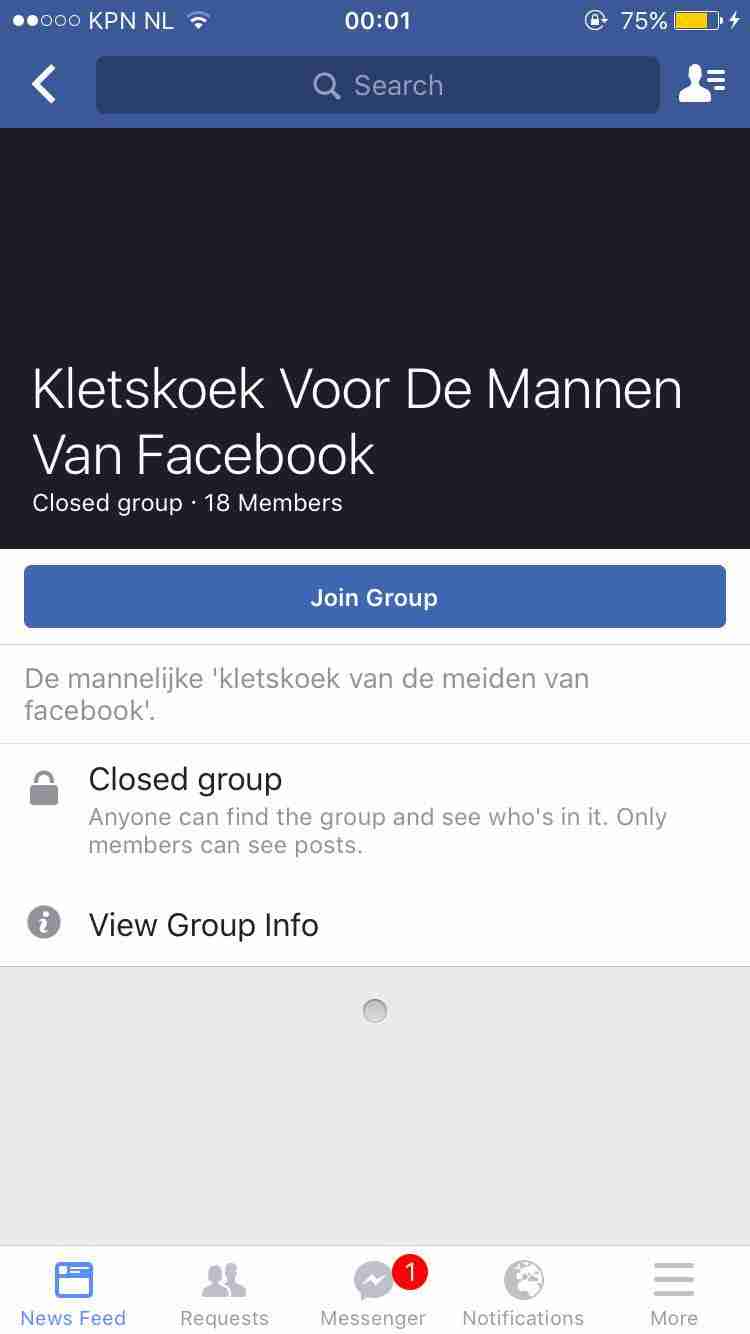 KPN NL 00:01 75%
Search
Kletskoek Voor De Mannen
Van Facebook
Closed group · 18 Members
Join Group
De mannelijke 'kletskoek van de meiden van
facebook'.
Closed group
Anyone can find the group and see who's in it. Only
members can see posts.
View Group Info
1
News Feed Requests Messenger Notifications More